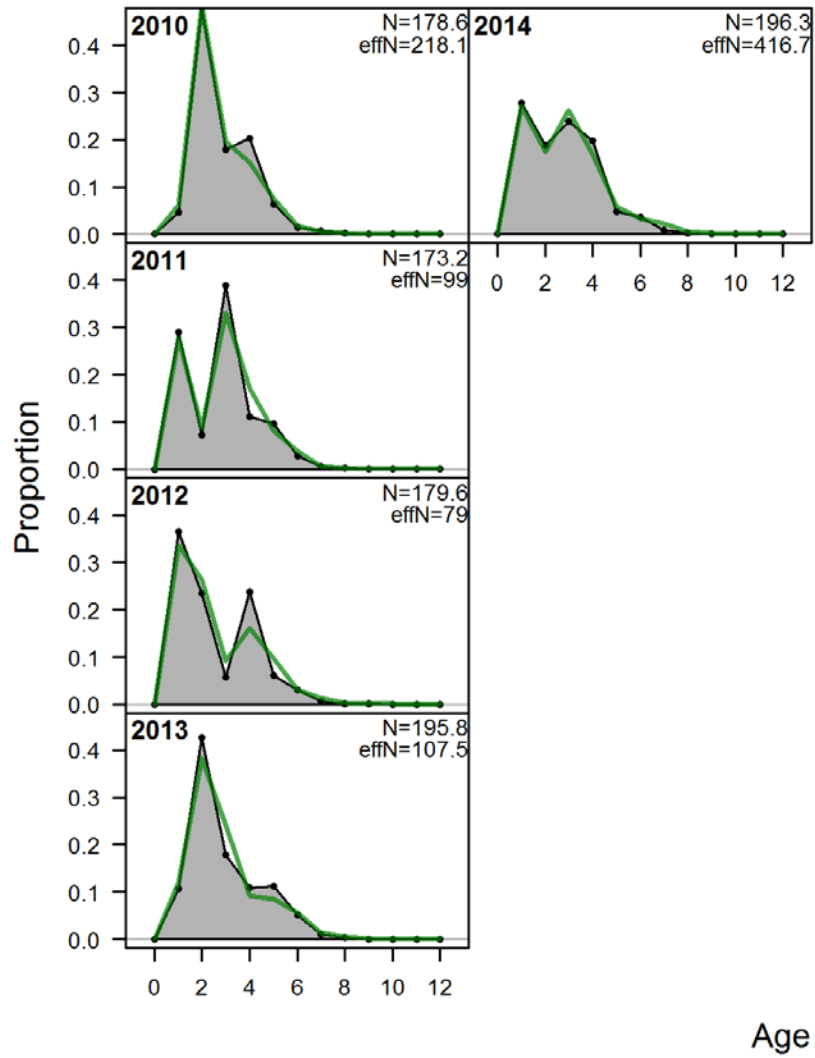 Proportion
2010
N=178.6
effN=218.1
0.4
0.3
0.2
0.1
0.0
2014
N=196.3
effN=416.7
0 2 4 6 8 10 12
2011
N=173.2
effN=99
0.4
0.3
0.2
0.1
0.0
2012
N=179.6
effN=79
0.4
0.3
0.2
0.1
0.0
2013
N=195.8
effN=107.5
0.4
0.3
0.2
0.1
0.0
0 2 4 6 8 10 12
Age